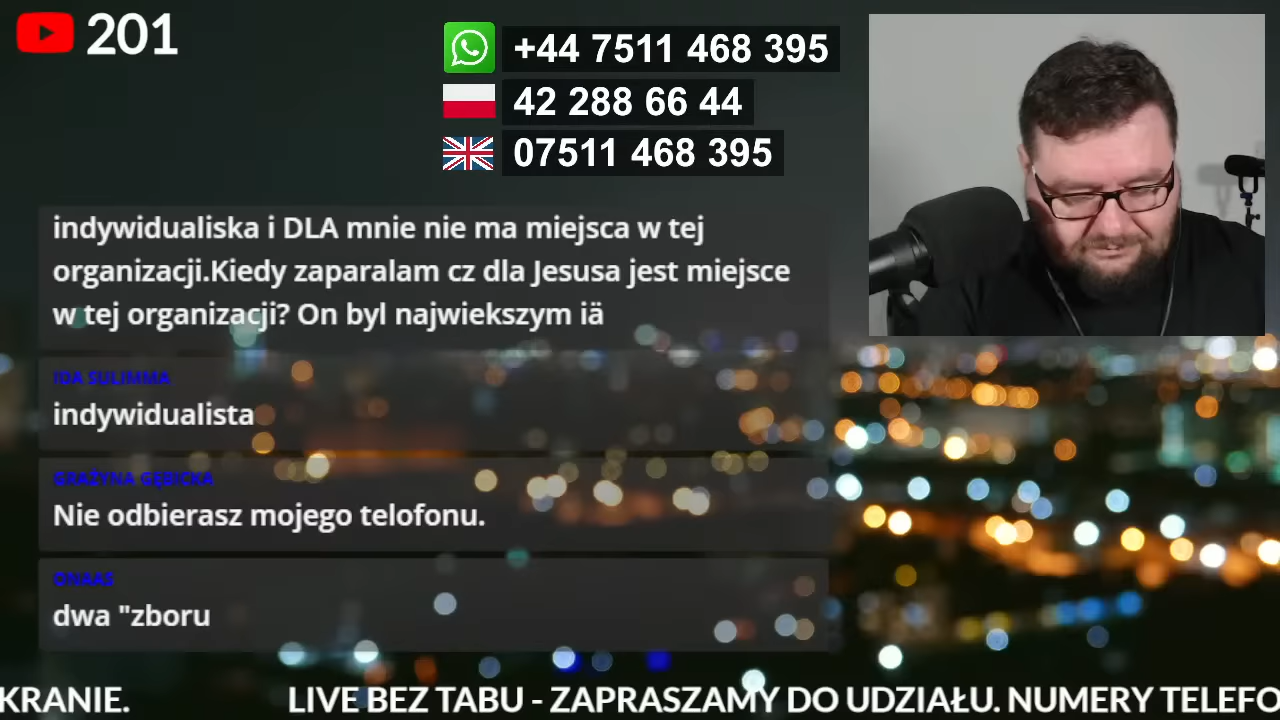 201
+44 7511 468 395
42 288 66 44
07511 468 395
indywidualiska i DLA mnie nie ma miejsca w tej
organizacji.Kiedy zaparalam cz dla Jesusa jest miejsce
w tej organizacji? On byl najwiekszym iä
IDA SULIMMA
indywidualista
GRAŻYNA GĘBICKA
Nie odbierasz mojego telofonu.
ONAAS
dwa "zboru
KRANIE. LIVE BEZ TABU - ZAPRASZAMY DO UDZIAŁU. NUMERY TELEFO